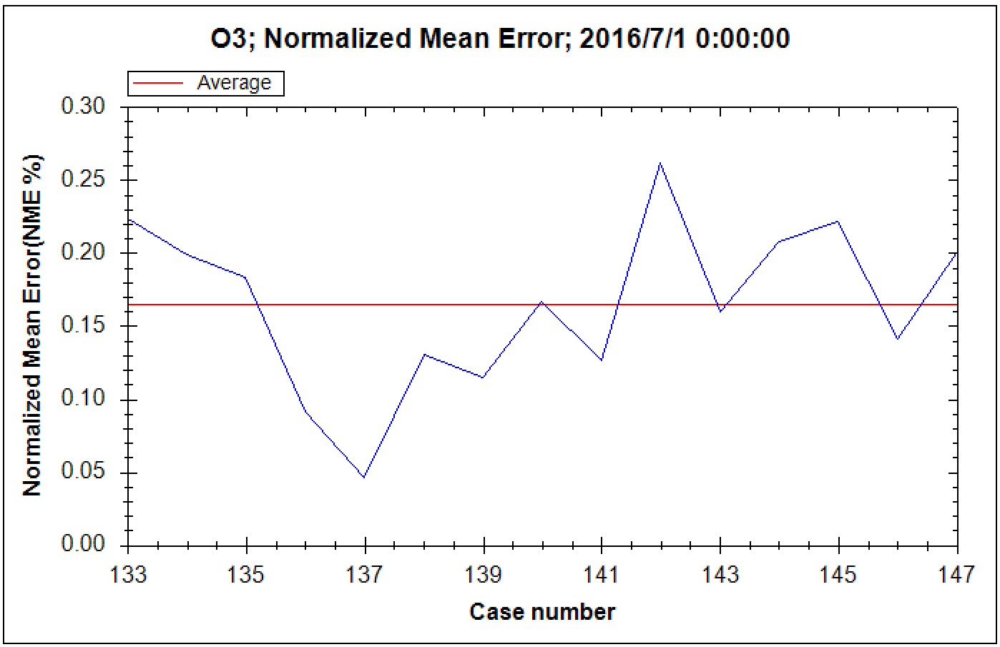 O3; Normalized Mean Error; 2016/7/1 0:00:00
Average
Normalized Mean Error(NME %)
0.30
0.25
0.20
0.15
0.10
0.05
0.00
133 135 137 139 141 143 145 147
Case number